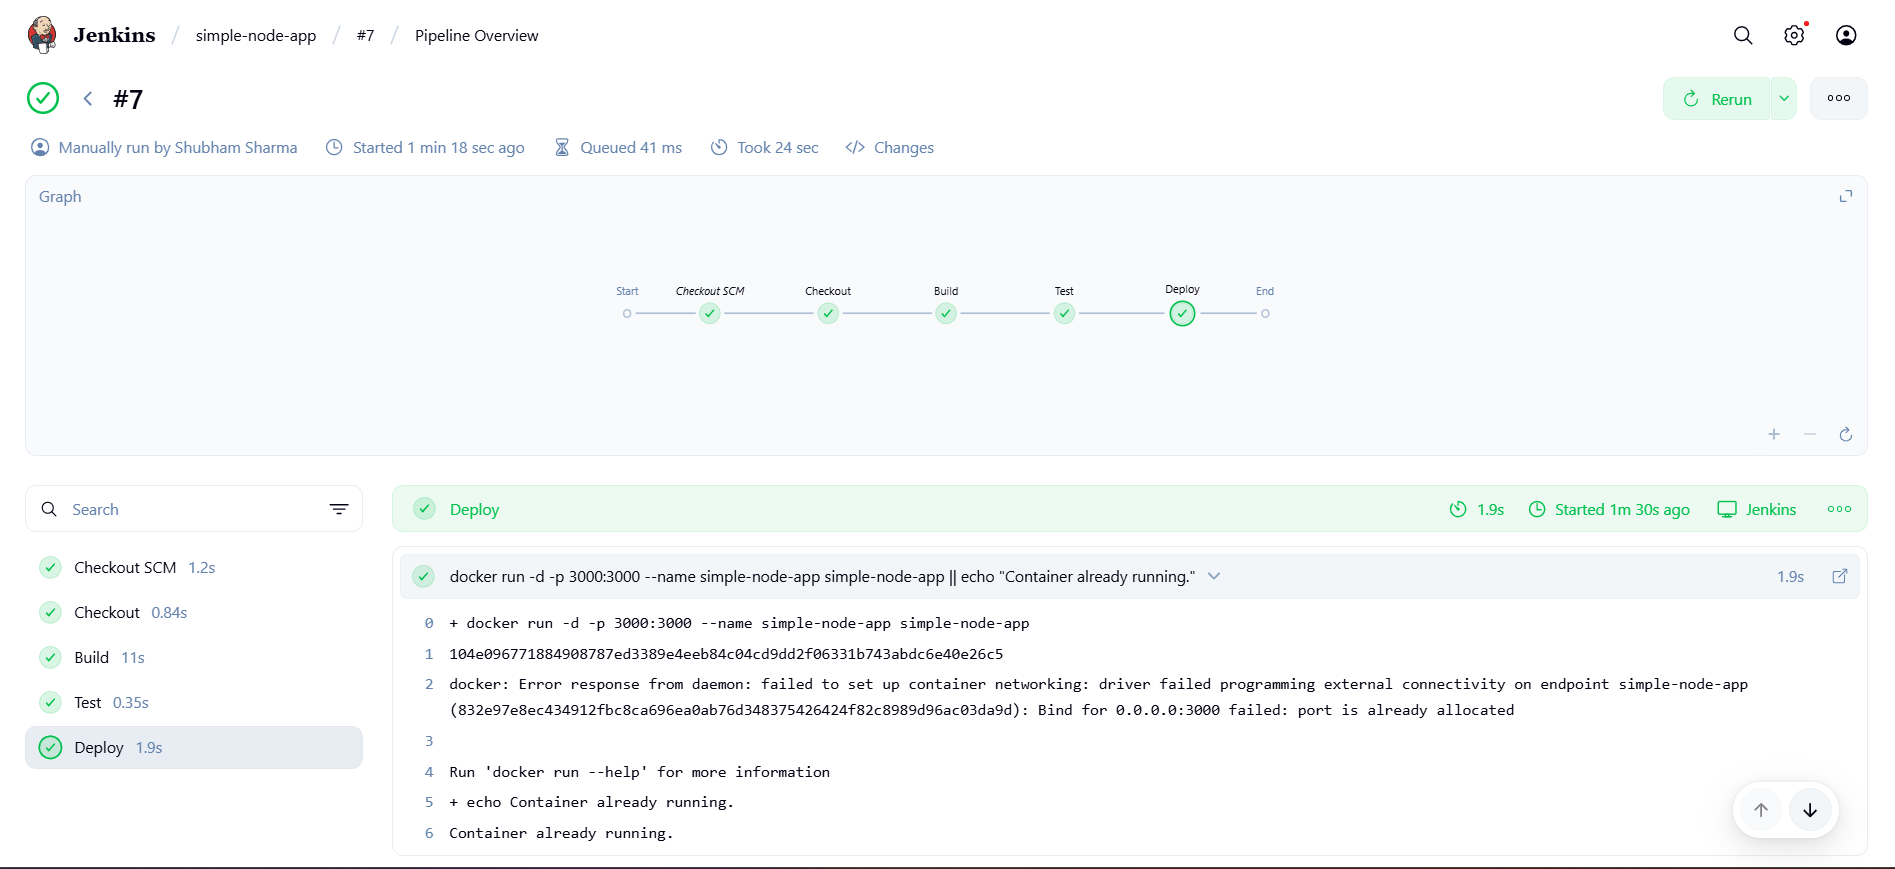 Jenkins / simple-node-app / #7 / Pipeline Overview
#7
Rerun
Manually run by Shubham Sharma Started 1 min 18 sec ago Queued 41 ms Took 24 sec </> Changes
Graph
Start Checkout SCM Checkout Build Test Deploy End
Search
Checkout SCM 1.2s
Checkout 0.84s
Build 11s
Test 0.35s
Deploy 1.9s
Deploy 1.9s Started 1m 30s ago Jenkins
docker run -d -p 3000:3000 --name simple-node-app simple-node-app || echo "Container already running." 1.9s
0 + docker run -d -p 3000:3000 --name simple-node-app simple-node-app
1 104e096771884908787ed3389e4eeb84c04cd9dd2f06331b743abdc6e40e26c5
2 docker: Error response from daemon: failed to set up container networking: driver failed programming external connectivity on endpoint simple-node-app
(832e97e8ec434912fbc8ca696ea0ab76d348375426424f82c8989d96ac03da9d): Bind for 0.0.0.0:3000 failed: port is already allocated
3
4 Run 'docker run --help' for more information
5 + echo Container already running.
6 Container already running.